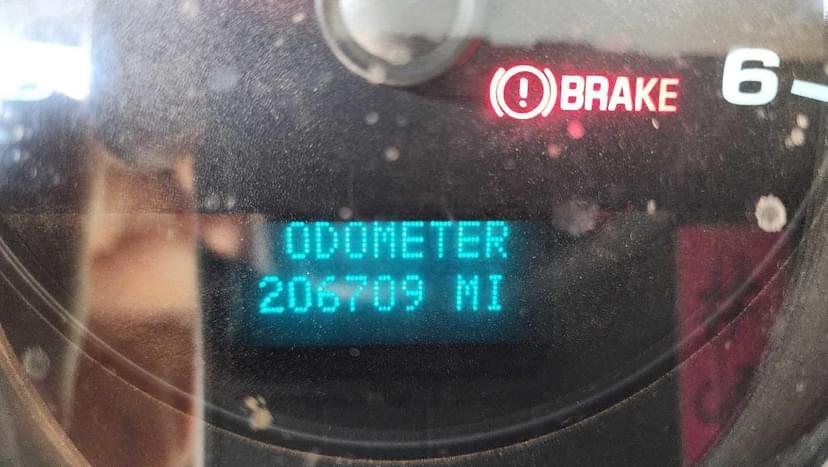 (!) BRAKE
6
ODOMETER
206709 MI